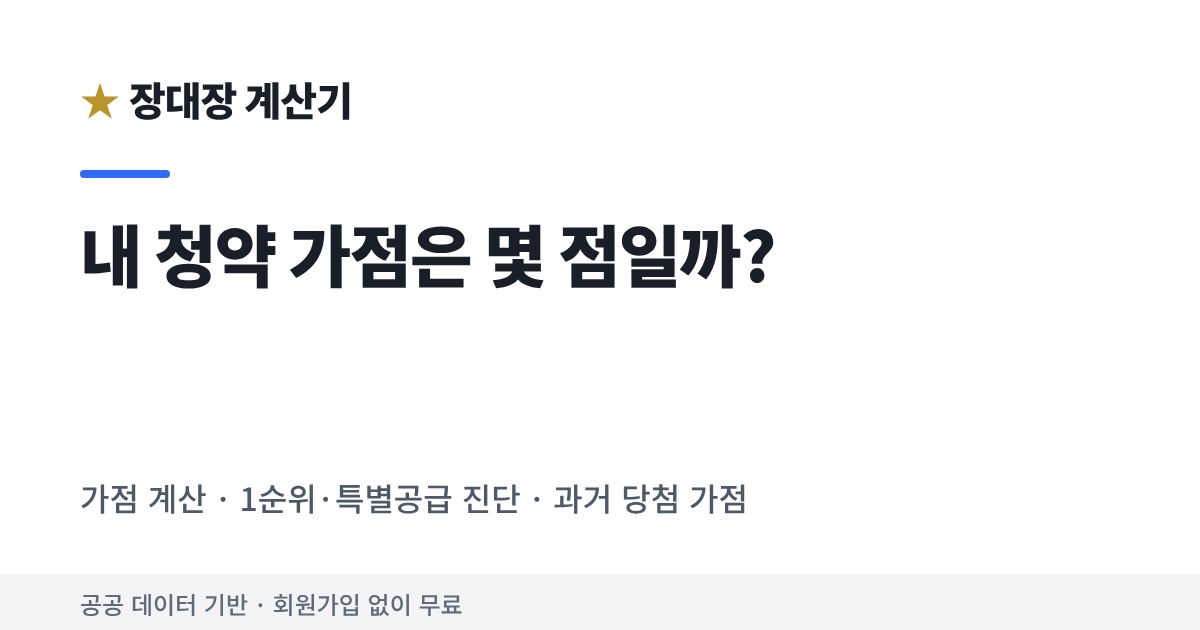 ★ 장대장 계산기
내 청약 가점은 몇 점일까?
가점 계산 · 1순위·특별공급 진단 · 과거 당첨 가점
공공 데이터 기반 · 회원가입 없이 무료